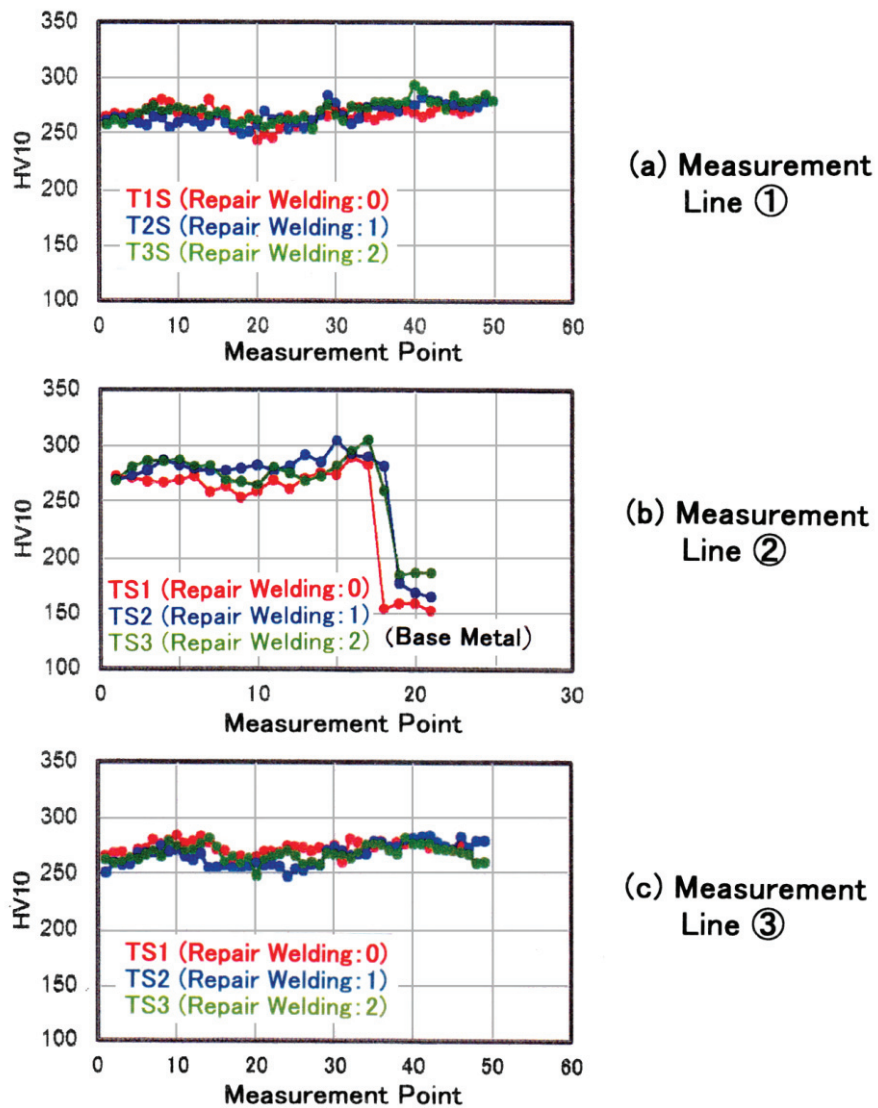 350
300
250
200
150
100
HV10
T1S (Repair Welding:0)
T2S (Repair Welding:1)
T3S (Repair Welding:2)
0 10 20 30 40 50 60
Measurement Point
(a) Measurement
Line ①
350
300
250
200
150
100
HV10
TS1 (Repair Welding:0)
TS2 (Repair Welding:1)
TS3 (Repair Welding:2)
(Base Metal)
0 10 20 30
Measurement Point
(b) Measurement
Line ②
350
300
250
200
150
100
HV10
TS1 (Repair Welding:0)
TS2 (Repair Welding:1)
TS3 (Repair Welding:2)
0 10 20 30 40 50 60
Measurement Point
(c) Measurement
Line ③